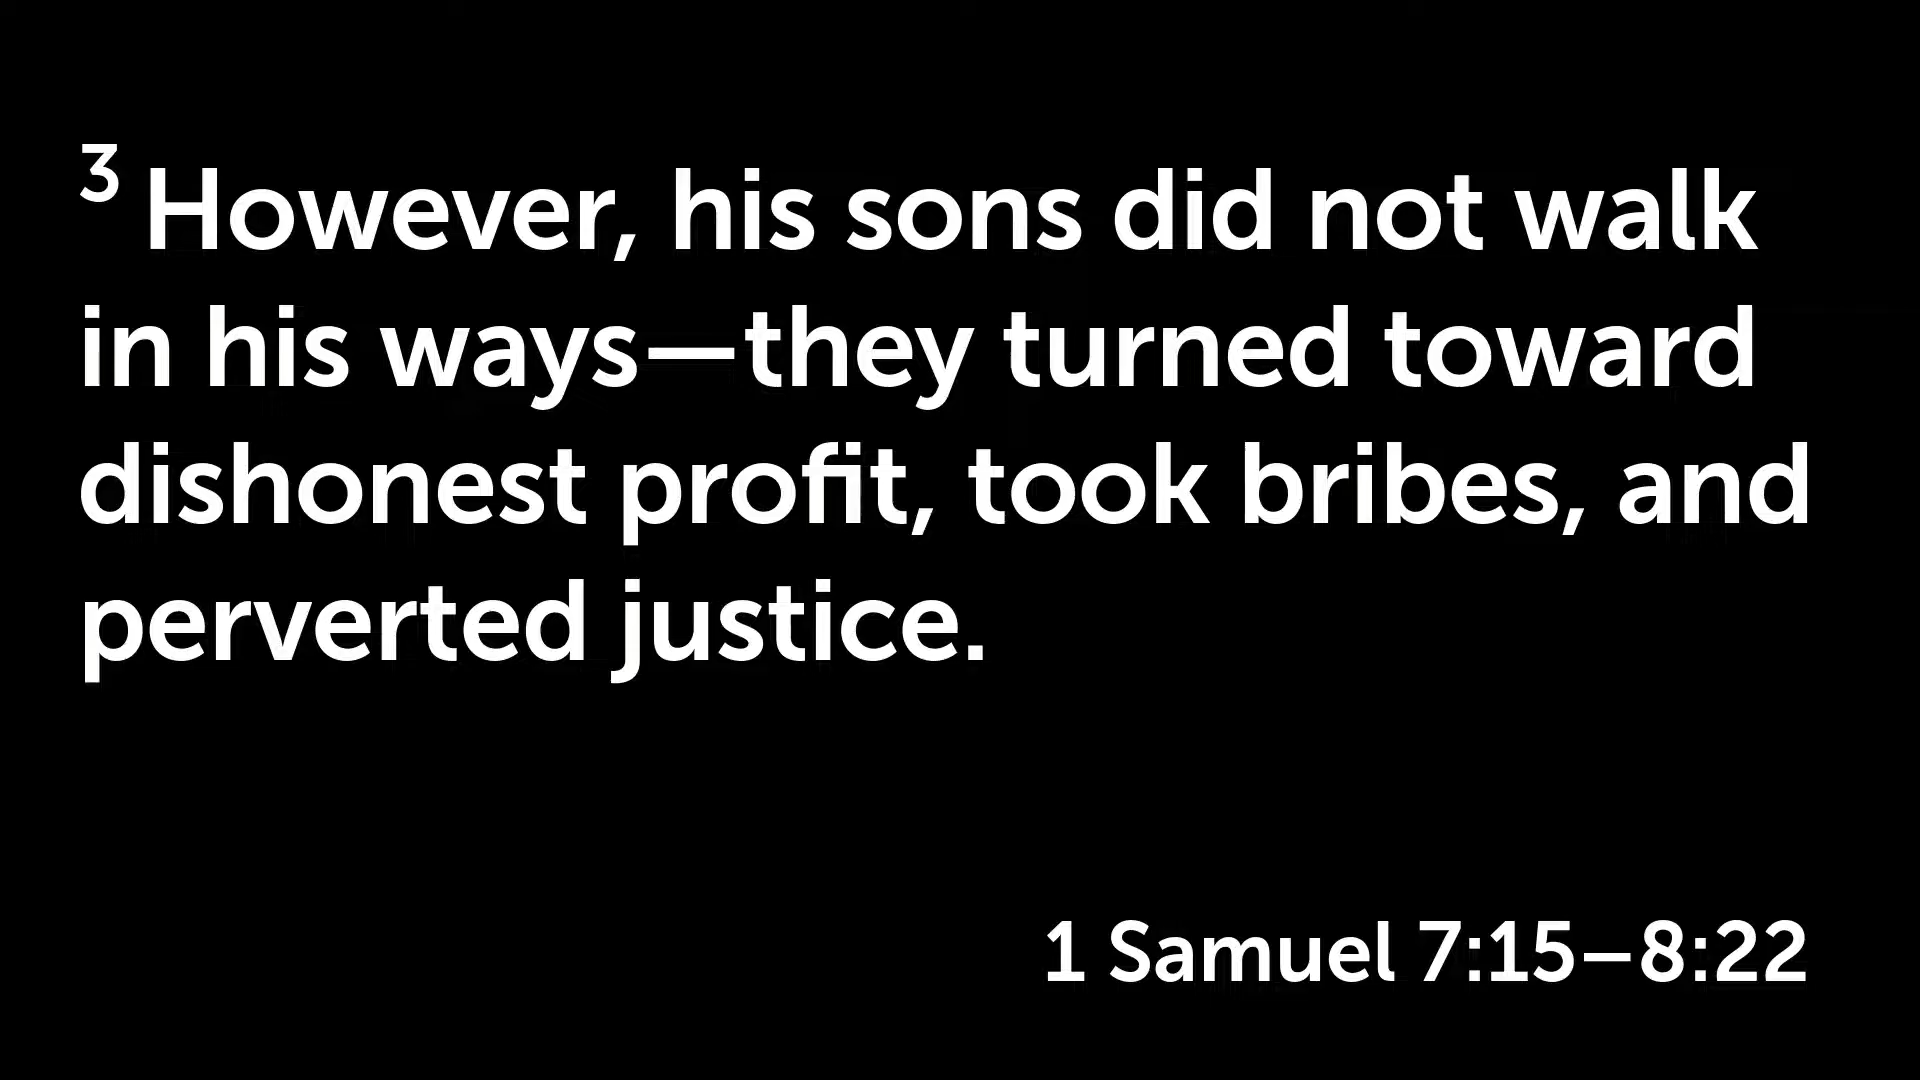 3 However, his sons did not walk
in his ways—they turned toward
dishonest profit, took bribes, and
perverted justice.
1 Samuel 7:15–8:22